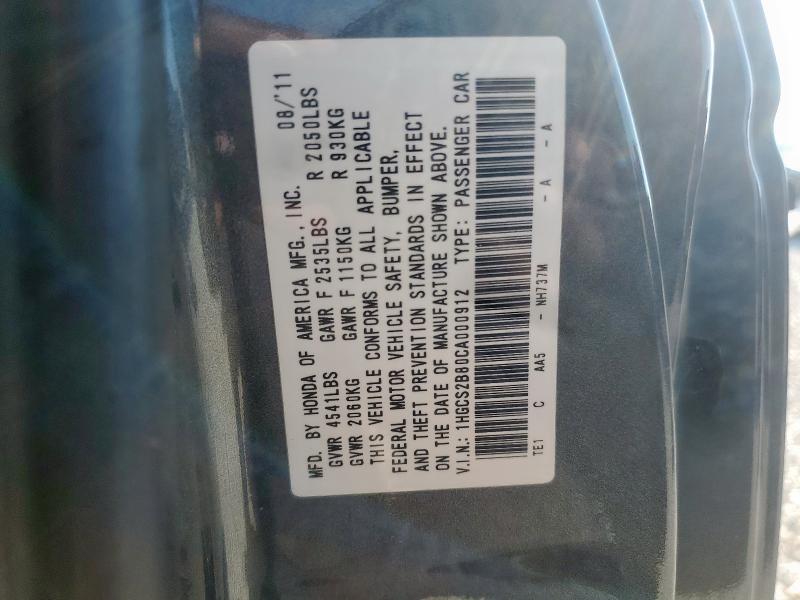 MFD. BY HONDA OF AMERICA MFG., INC. 08/'11
GVWR 4541LBS GAWR F 2535LBS R 2050LBS
GVWR 2060KG GAWR F 1150KG R 930KG
THIS VEHICLE CONFORMS TO ALL APPLICABLE
FEDERAL MOTOR VEHICLE SAFETY, BUMPER,
AND THEFT PREVENTION STANDARDS IN EFFECT
ON THE DATE OF MANUFACTURE SHOWN ABOVE.
V.I.N.: 1HGCS2B80CA000912 TYPE: PASSENGER CAR
TE1 C AA5 - NH737M - A - A